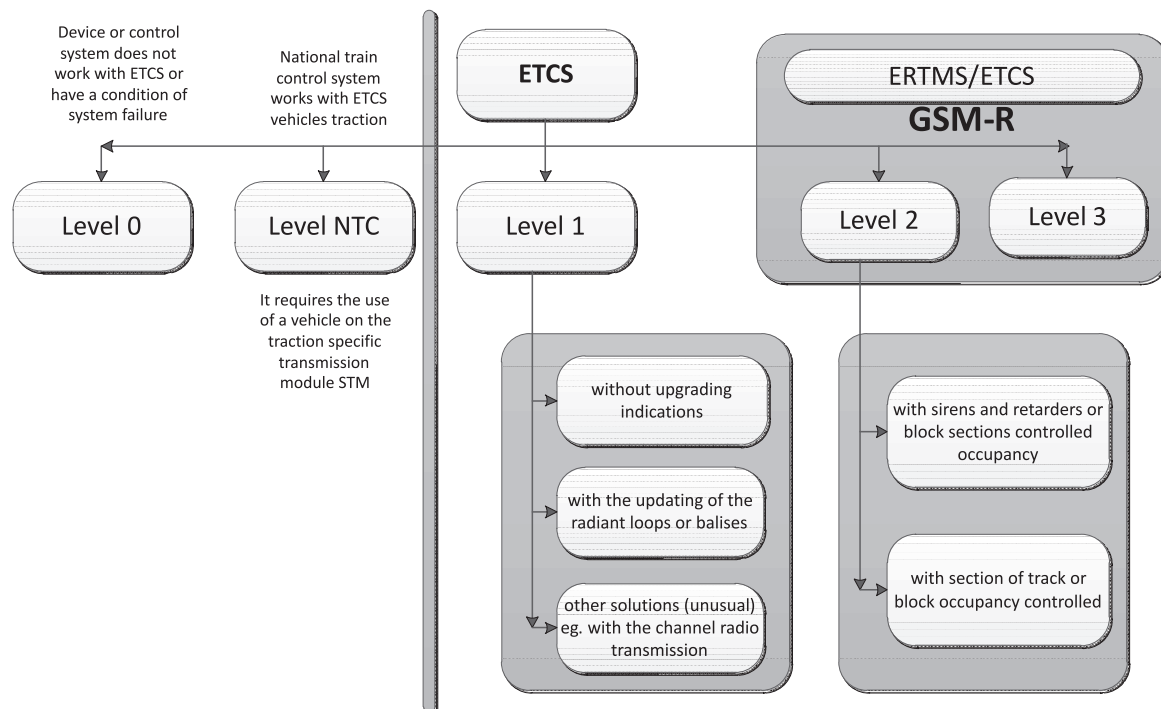 Device or control
system does not
work with ETCS or
have a condition of
system failure
National train
control system
works with ETCS
vehicles traction
ETCS
ERTMS/ETCS
GSM-R
Level 0
Level NTC
Level 1
Level 2
Level 3
It requires the use
of a vehicle on the
traction specific
transmission
module STM
without upgrading
indications
with the updating of the
radiant loops or balises
other solutions (unusual)
eg. with the channel radio
transmission
with sirens and retarders or
block sections controlled
occupancy
with section of track or
block occupancy controlled